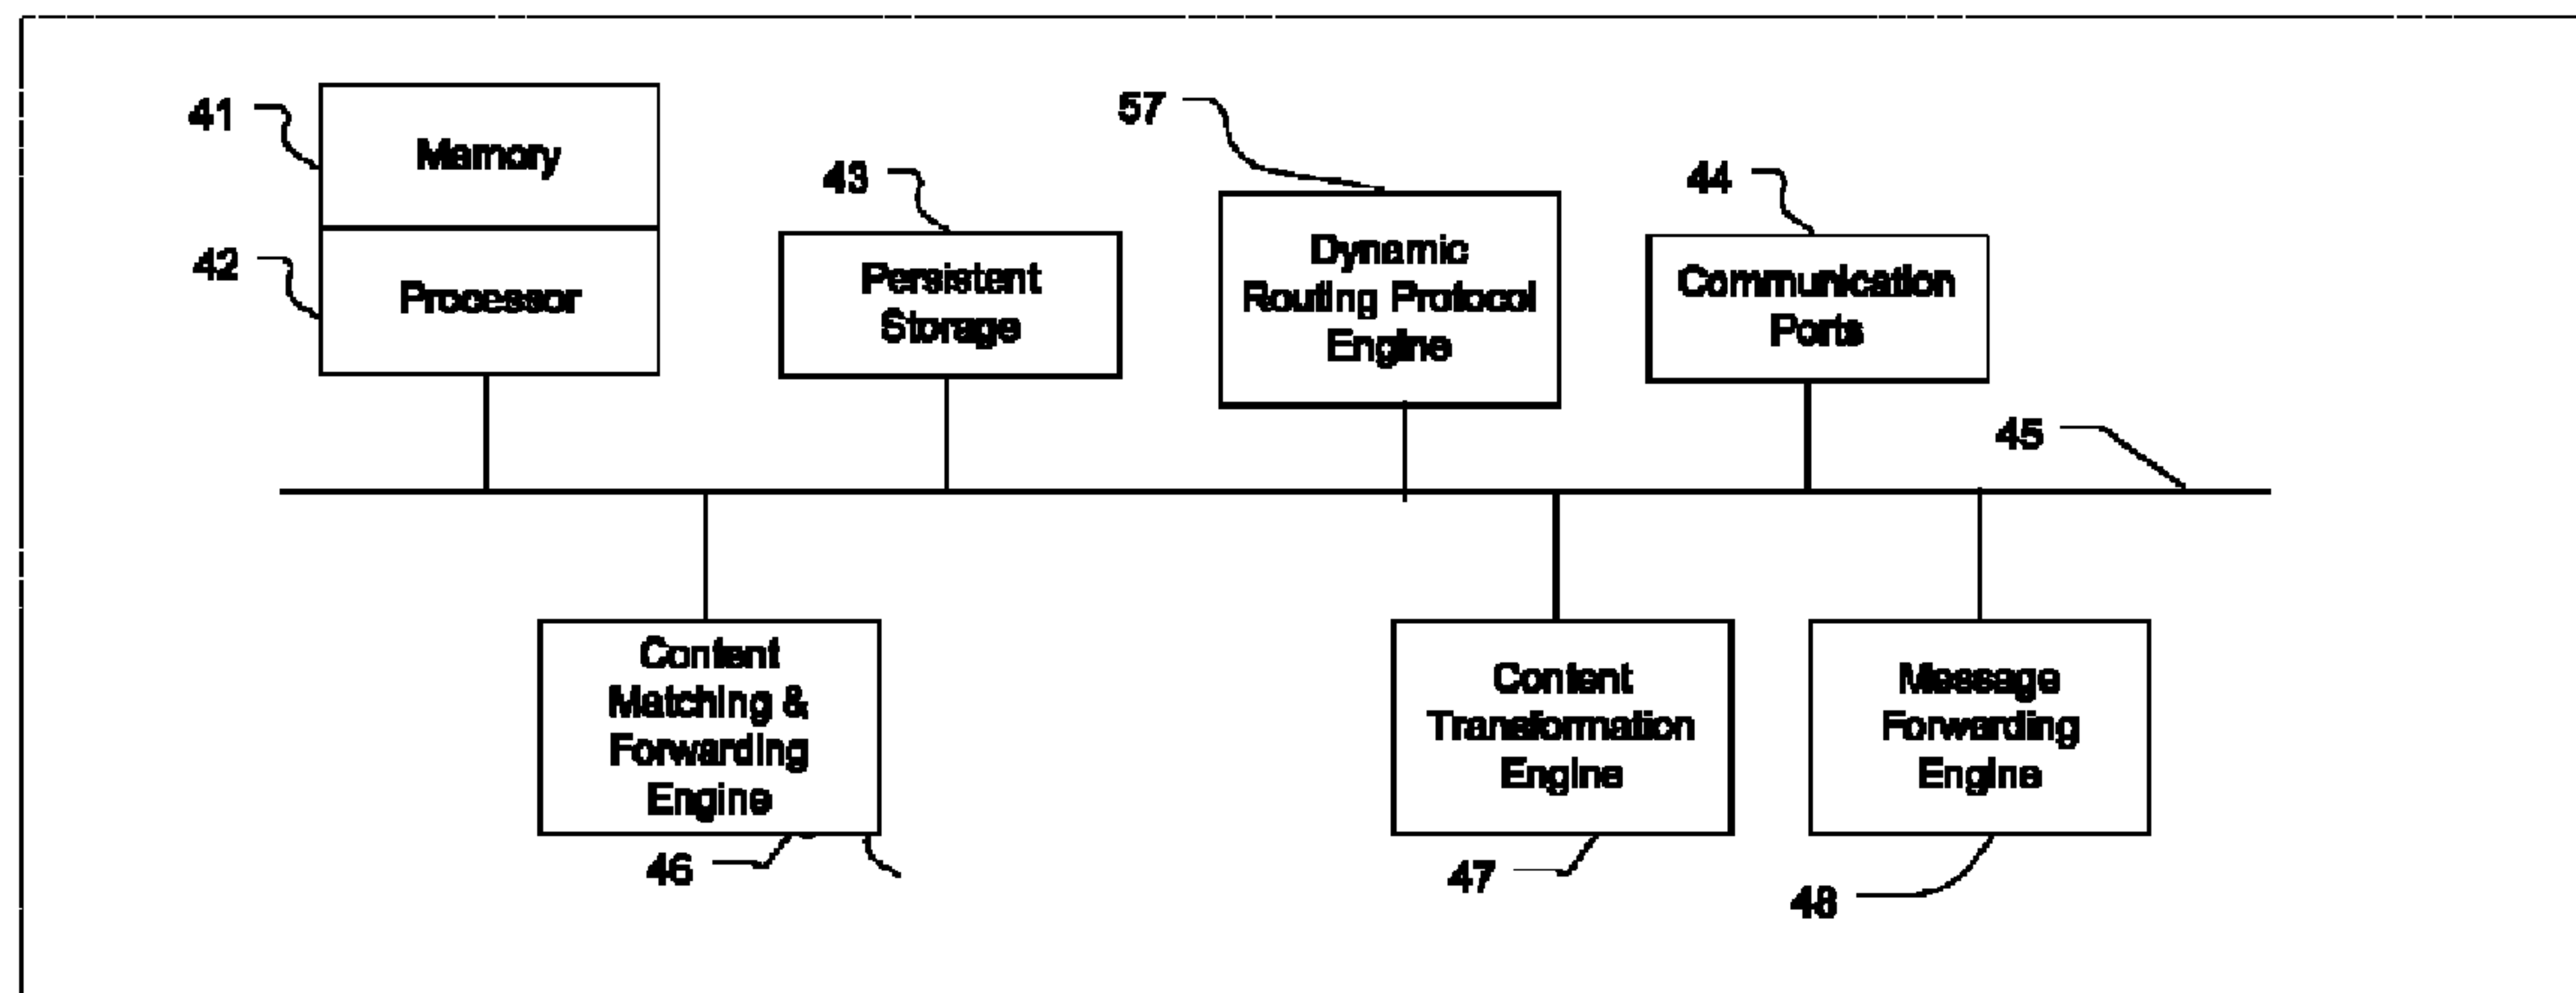 41
Memory
42
Processor
43
Persistent
Storage
57
Dynamic
Routing Protocol
Engine
44
Communication
Ports
45
Content
Matching &
Forwarding
Engine
46
Content
Transformation
Engine
47
Message
Forwarding
Engine
48